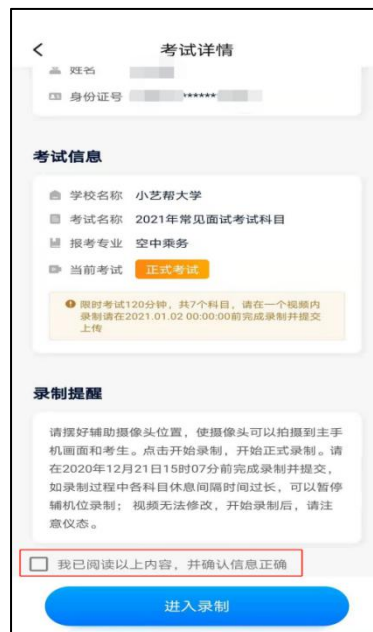 考试详情
姓名
身份证号 ******
考试信息
学校名称 小艺帮大学
考试名称 2021年常见面试考试科目
报考专业 空中乘务
当前考试 正式考试
限时考试120分钟，共7个科目，请在一个视频内
录制请在2021.01.02 00:00:00前完成录制并提交
上传
录制提醒
请摆好辅助摄像头位置，使摄像头可以拍摄到主手
机画面和考生。点击开始录制，开始正式录制。请
在2020年12月21日15时07分前完成录制并提交，
如录制过程中各科目休息间隔时间过长，可以暂停
辅机位录制； 视频无法修改，开始录制后，请注
意仪态。
我已阅读以上内容，并确认信息正确
进入录制